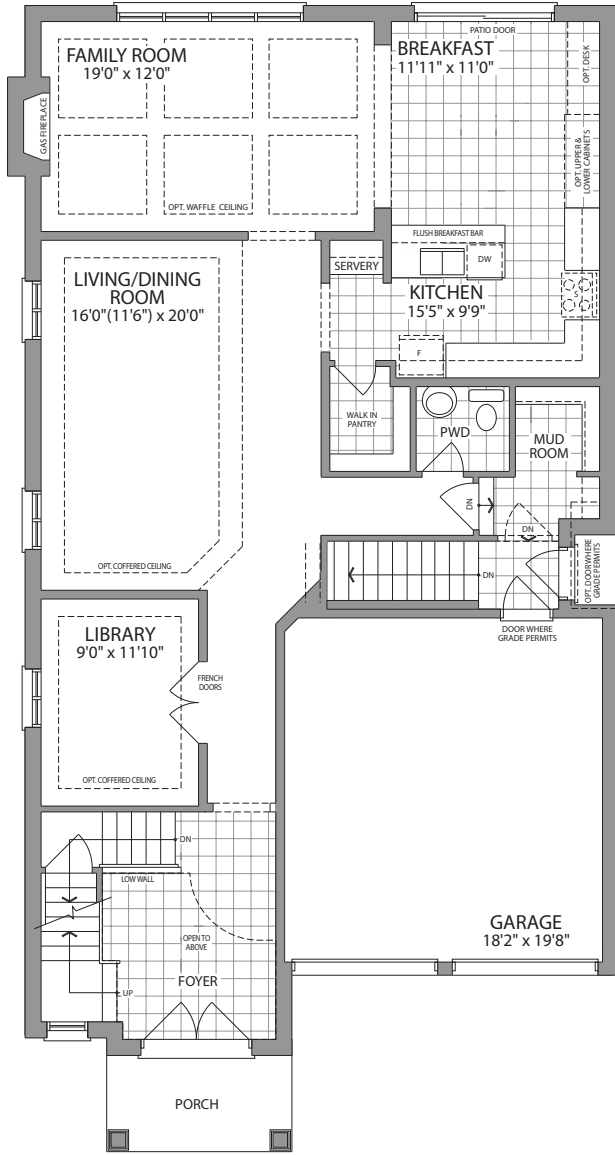 FAMILY ROOM
19'0" x 12'0"
PATIO DOOR
BREAKFAST
11'11" x 11'0"
OPT. DESK
GAS FIREPLACE
OPT. UPPER &
LOWER CABINETS
OPT. WAFFLE CEILING
FLUSH BREAKFAST BAR
DW
SERVERY
LIVING/DINING
ROOM
16'0"(11'6") x 20'0"
KITCHEN
15'5" x 9'9"
S
F
WALK IN
PANTRY
PWD
MUD
ROOM
DN
DN
OPT. COFFERED CEILING
DN
OPT. DOOR WHERE
GRADE PERMITS
DOOR WHERE
GRADE PERMITS
LIBRARY
9'0" x 11'10"
FRENCH
DOORS
OPT. COFFERED CEILING
DN
LOW WALL
OPEN TO
ABOVE
GARAGE
18'2" x 19'8"
FOYER
UP
PORCH